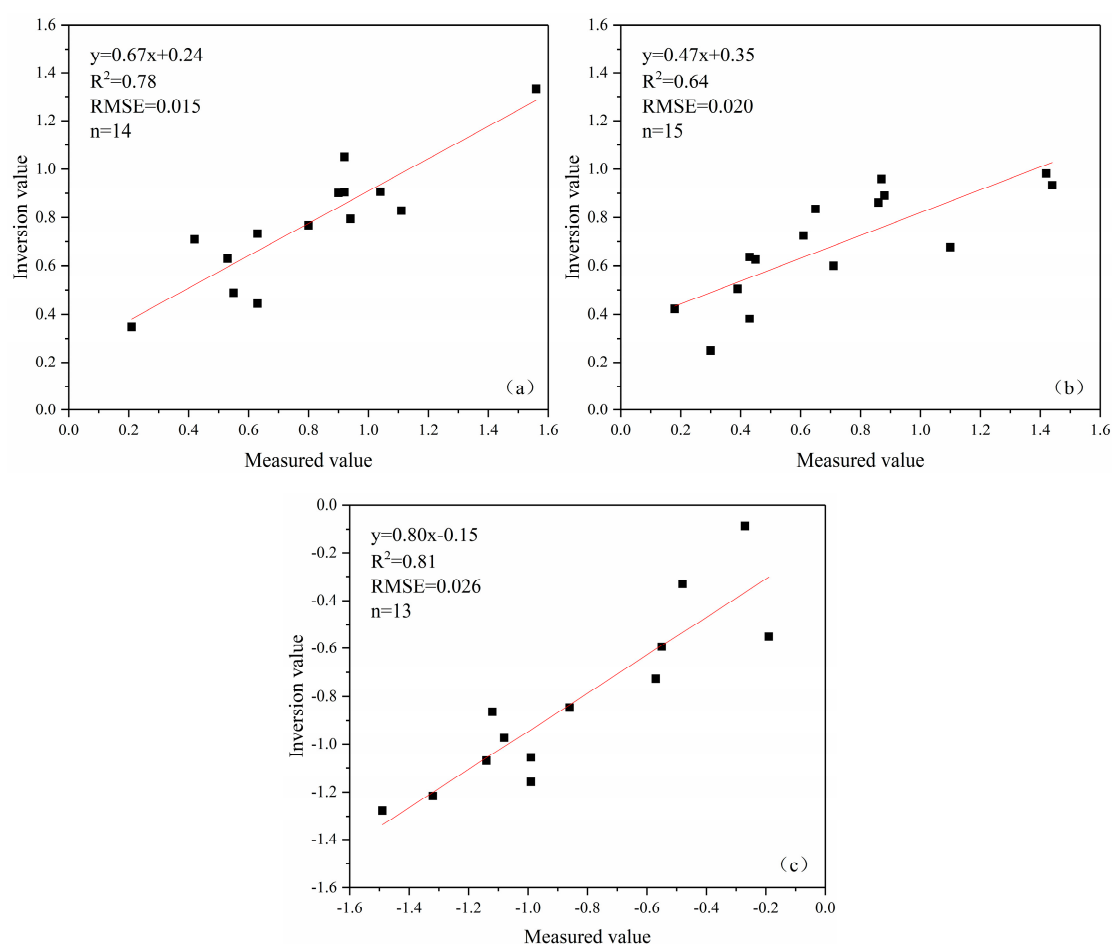 y=0.67x+0.24
R²=0.78
RMSE=0.015
n=14
1.6
1.4
1.2
1.0
0.8
0.6
0.4
0.2
0.0
Inversion value
(a)
0.0 0.2 0.4 0.6 0.8 1.0 1.2 1.4 1.6
Measured value
y=0.47x+0.35
R²=0.64
RMSE=0.020
n=15
1.6
1.4
1.2
1.0
0.8
0.6
0.4
0.2
0.0
Inversion value
(b)
0.0 0.2 0.4 0.6 0.8 1.0 1.2 1.4 1.6
Measured value
y=0.80x-0.15
R²=0.81
RMSE=0.026
n=13
0.0
-0.2
-0.4
-0.6
-0.8
-1.0
-1.2
-1.4
-1.6
Inversion value
(c)
-1.6 -1.4 -1.2 -1.0 -0.8 -0.6 -0.4 -0.2 0.0
Measured value